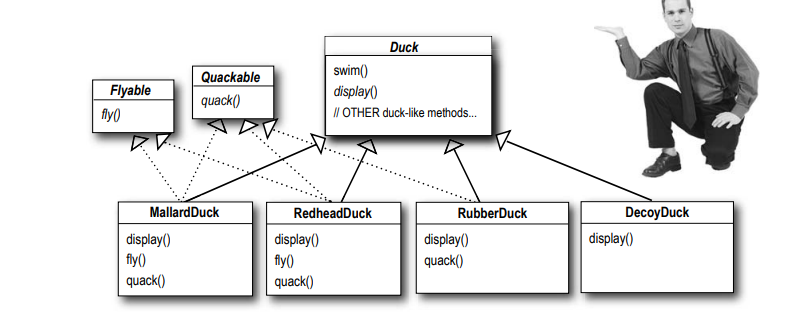 Duck
swim()
display()
// OTHER duck-like methods...
Flyable
fly()
Quackable
quack()
MallardDuck
display()
fly()
quack()
RedheadDuck
display()
fly()
quack()
RubberDuck
display()
quack()
DecoyDuck
display()